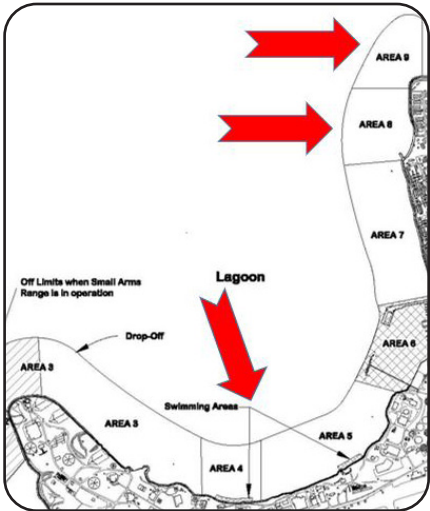 AREA 9
AREA 8
AREA 7
Lagoon
Off Limits when Small Arms
Range is in operation
Drop-Off
AREA 6
AREA 3
Swimming Areas
AREA 3
AREA 5
AREA 4